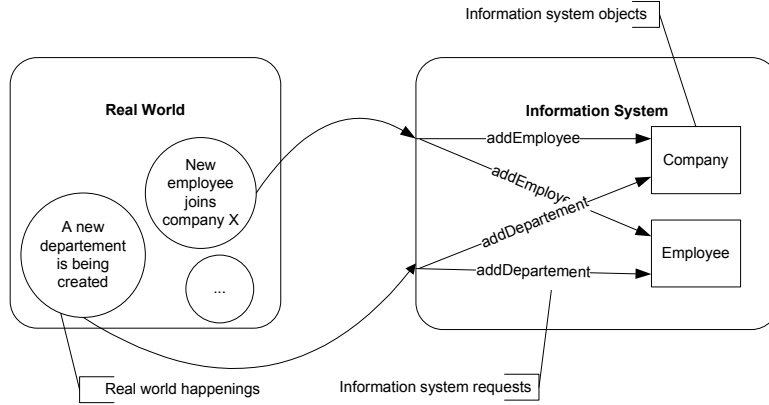 Information system objects
Real World
Information System
New
employee
joins
company X
addEmployee
Company
addEmploye
addDepartement
A new
departement
is being
created
Employee
addDepartement
...
Real world happenings
Information system requests